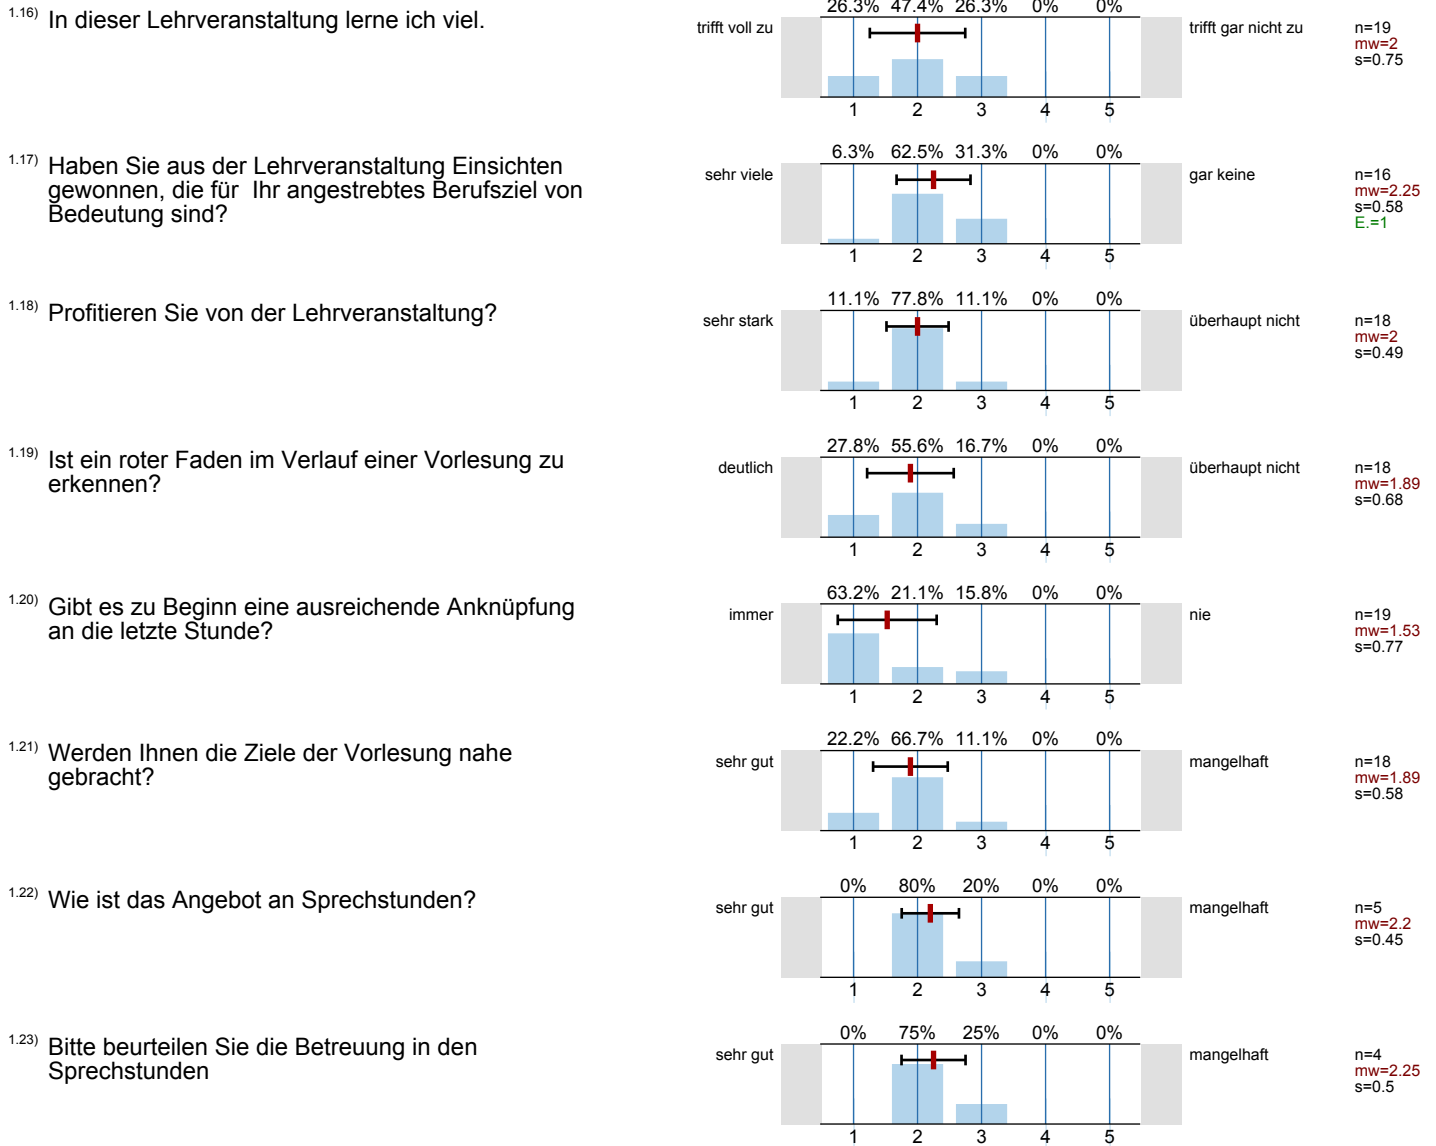 1.16) In dieser Lehrveranstaltung lerne ich viel.
26.3% 47.4% 26.3% 0% 0%
trifft voll zu
trifft gar nicht zu
n=19
mw=2
s=0.75
1 2 3 4 5
1.17) Haben Sie aus der Lehrveranstaltung Einsichten
gewonnen, die für Ihr angestrebtes Berufsziel von
Bedeutung sind?
6.3% 62.5% 31.3% 0% 0%
sehr viele
gar keine
n=16
mw=2.25
s=0.58
E.=1
1 2 3 4 5
1.18) Profitieren Sie von der Lehrveranstaltung?
11.1% 77.8% 11.1% 0% 0%
sehr stark
überhaupt nicht
n=18
mw=2
s=0.49
1 2 3 4 5
1.19) Ist ein roter Faden im Verlauf einer Vorlesung zu
erkennen?
27.8% 55.6% 16.7% 0% 0%
deutlich
überhaupt nicht
n=18
mw=1.89
s=0.68
1 2 3 4 5
1.20) Gibt es zu Beginn eine ausreichende Anknüpfung
an die letzte Stunde?
63.2% 21.1% 15.8% 0% 0%
immer
nie
n=19
mw=1.53
s=0.77
1 2 3 4 5
1.21) Werden Ihnen die Ziele der Vorlesung nahe
gebracht?
22.2% 66.7% 11.1% 0% 0%
sehr gut
mangelhaft
n=18
mw=1.89
s=0.58
1 2 3 4 5
1.22) Wie ist das Angebot an Sprechstunden?
0% 80% 20% 0% 0%
sehr gut
mangelhaft
n=5
mw=2.2
s=0.45
1 2 3 4 5
1.23) Bitte beurteilen Sie die Betreuung in den
Sprechstunden
0% 75% 25% 0% 0%
sehr gut
mangelhaft
n=4
mw=2.25
s=0.5
1 2 3 4 5